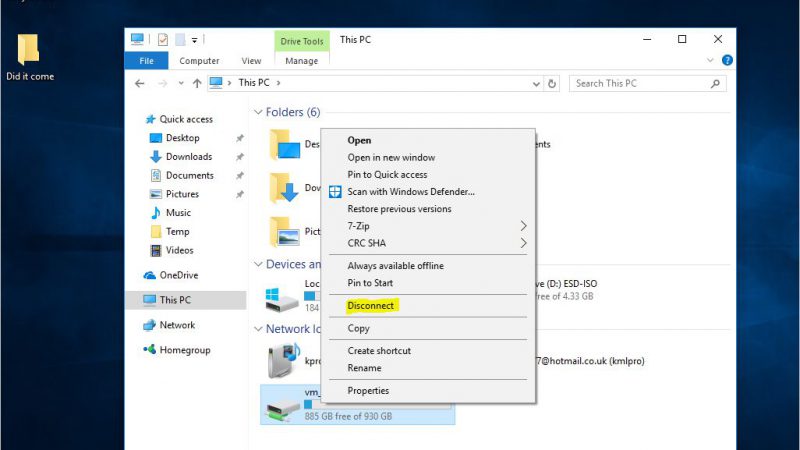 Did it come
Drive Tools
This PC
File
Computer
View
Manage
This PC
Search This PC
Quick access
Desktop
Downloads
Documents
Pictures
Music
Temp
Videos
OneDrive
This PC
Network
Homegroup
Folders (6)
Des
ents
Dow
Pict
Devices an
Loc
184
ve (D:) ESD-ISO
free of 4.33 GB
Network lo
kpro
7@hotmail.co.uk (kmlpro)
vm_
885 GB free of 930 GB
Open
Open in new window
Pin to Quick access
Scan with Windows Defender...
Restore previous versions
7-Zip
CRC SHA
Always available offline
Pin to Start
Disconnect
Copy
Create shortcut
Rename
Properties